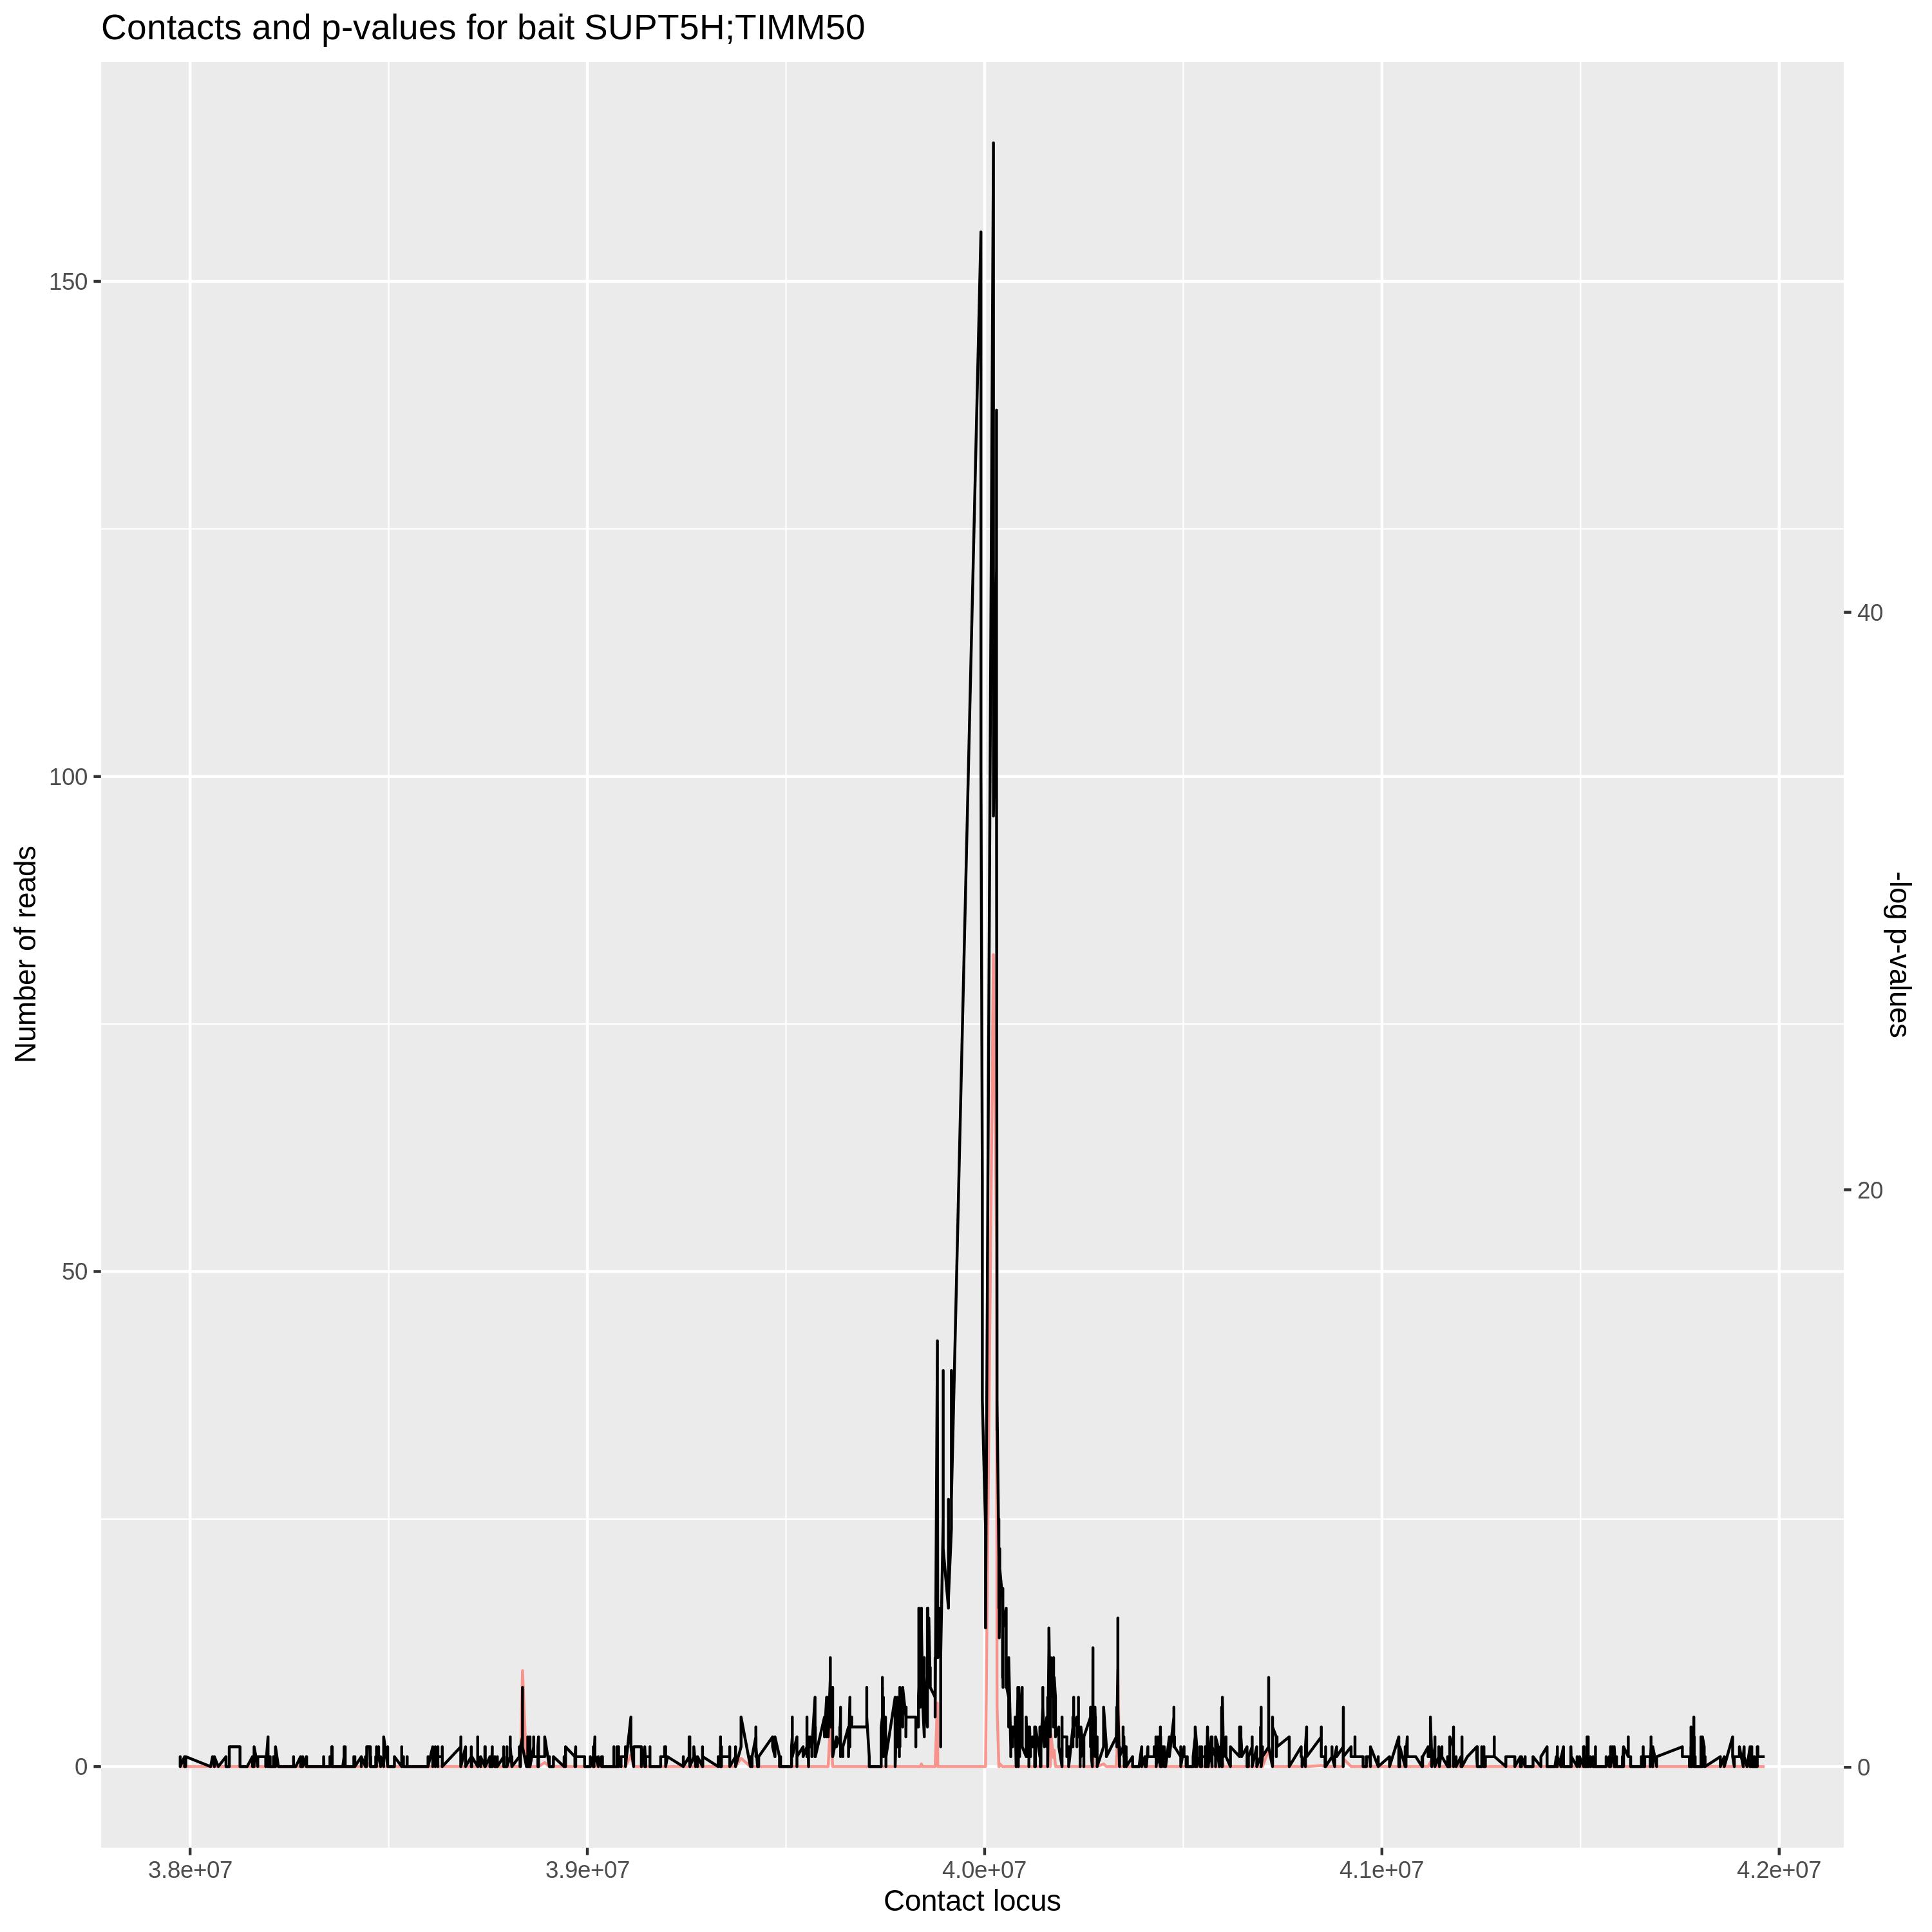 Contacts and p-values for bait SUPT5H;TIMM50
150
100
50
0
Number of reads
40
20
0
-log p-values
3.8e+07
3.9e+07
4.0e+07
4.1e+07
4.2e+07
Contact locus